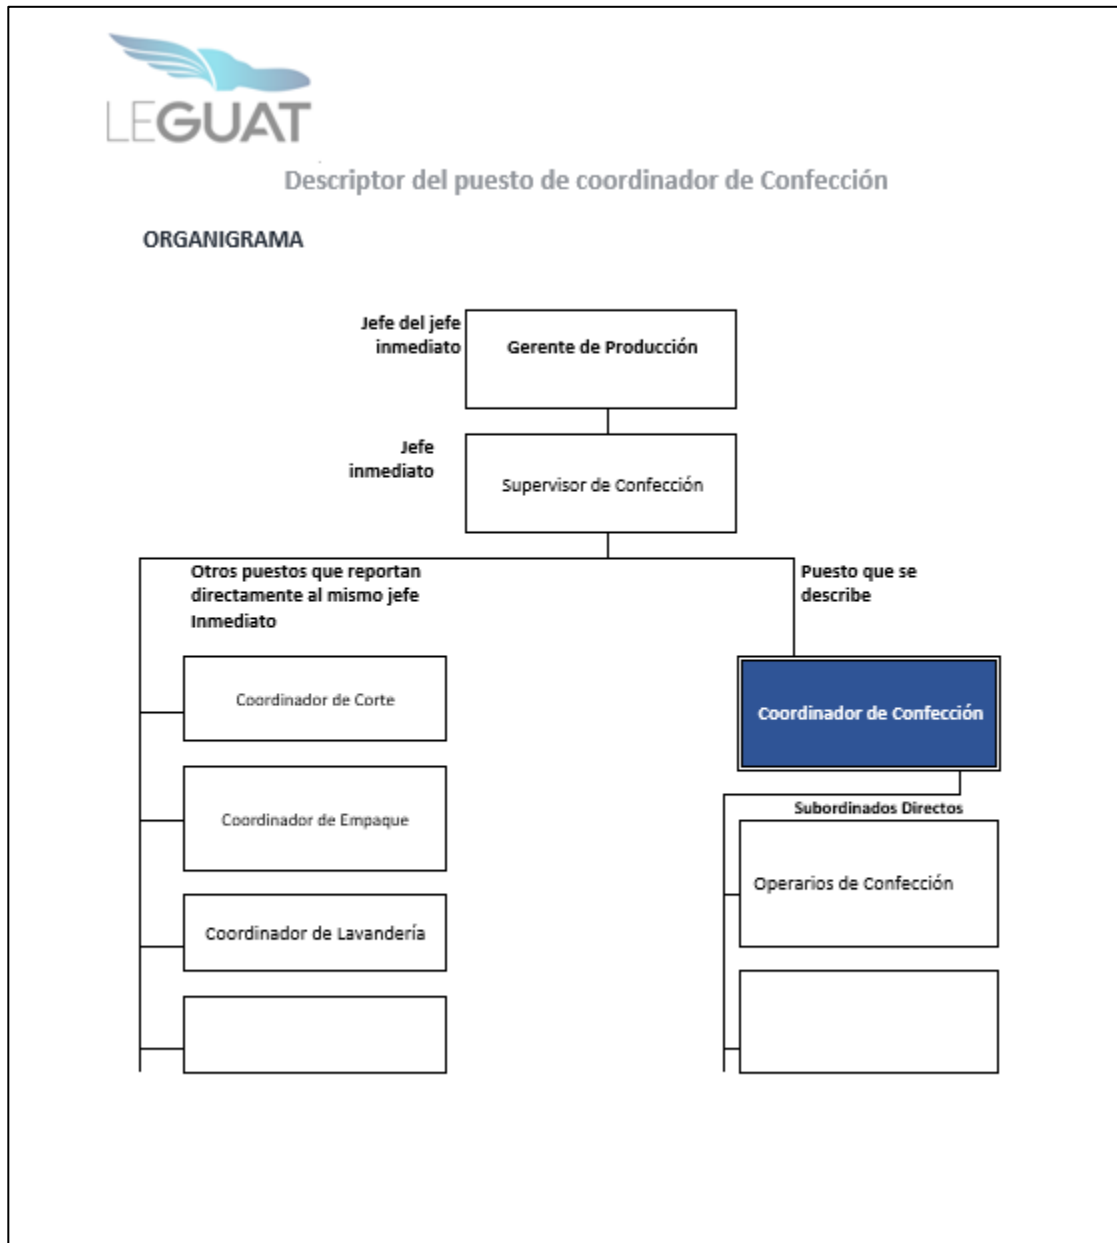 LEGUAT
Descriptor del puesto de coordinador de Confección
ORGANIGRAMA
Jefe del jefe
inmediato
Gerente de Producción
Jefe
inmediato
Supervisor de Confección
Otros puestos que reportan
directamente al mismo jefe
Inmediato
Puesto que se
describe
Coordinador de Corte
Coordinador de Confección
Coordinador de Empaque
Subordinados Directos
Operarios de Confección
Coordinador de Lavandería